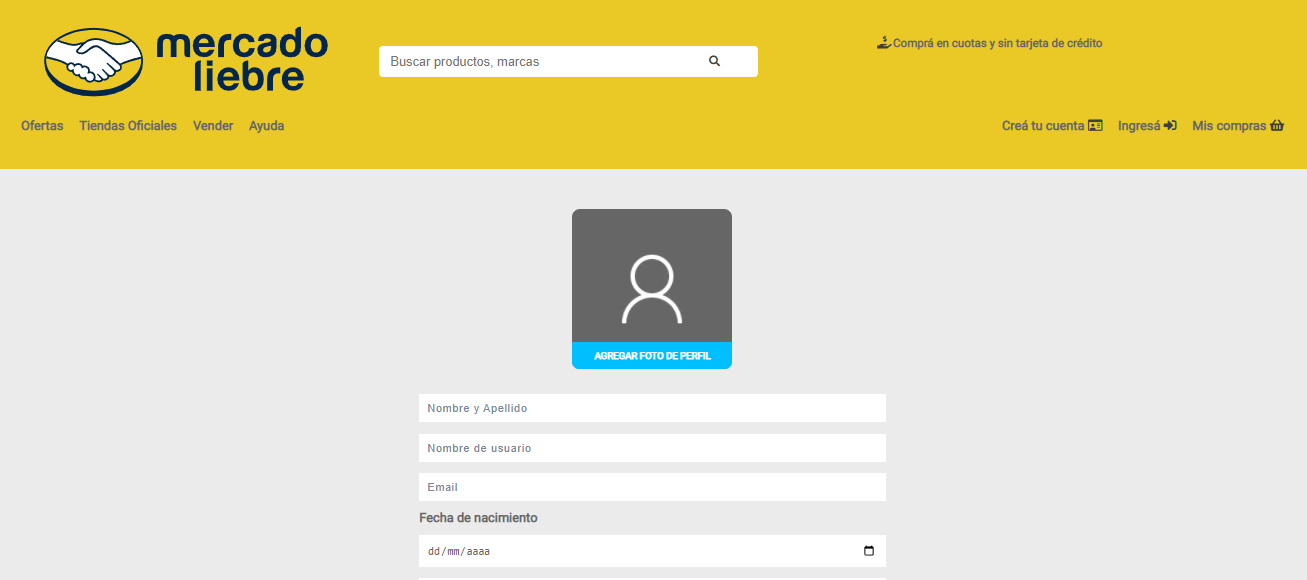 mercado
liebre
Buscar productos, marcas
Comprá en cuotas y sin tarjeta de crédito
Ofertas Tiendas Oficiales Vender Ayuda
Creá tu cuenta Ingresá Mis compras
AGREGAR FOTO DE PERFIL
Nombre y Apellido
Nombre de usuario
Email
Fecha de nacimiento
dd/mm/aaaa